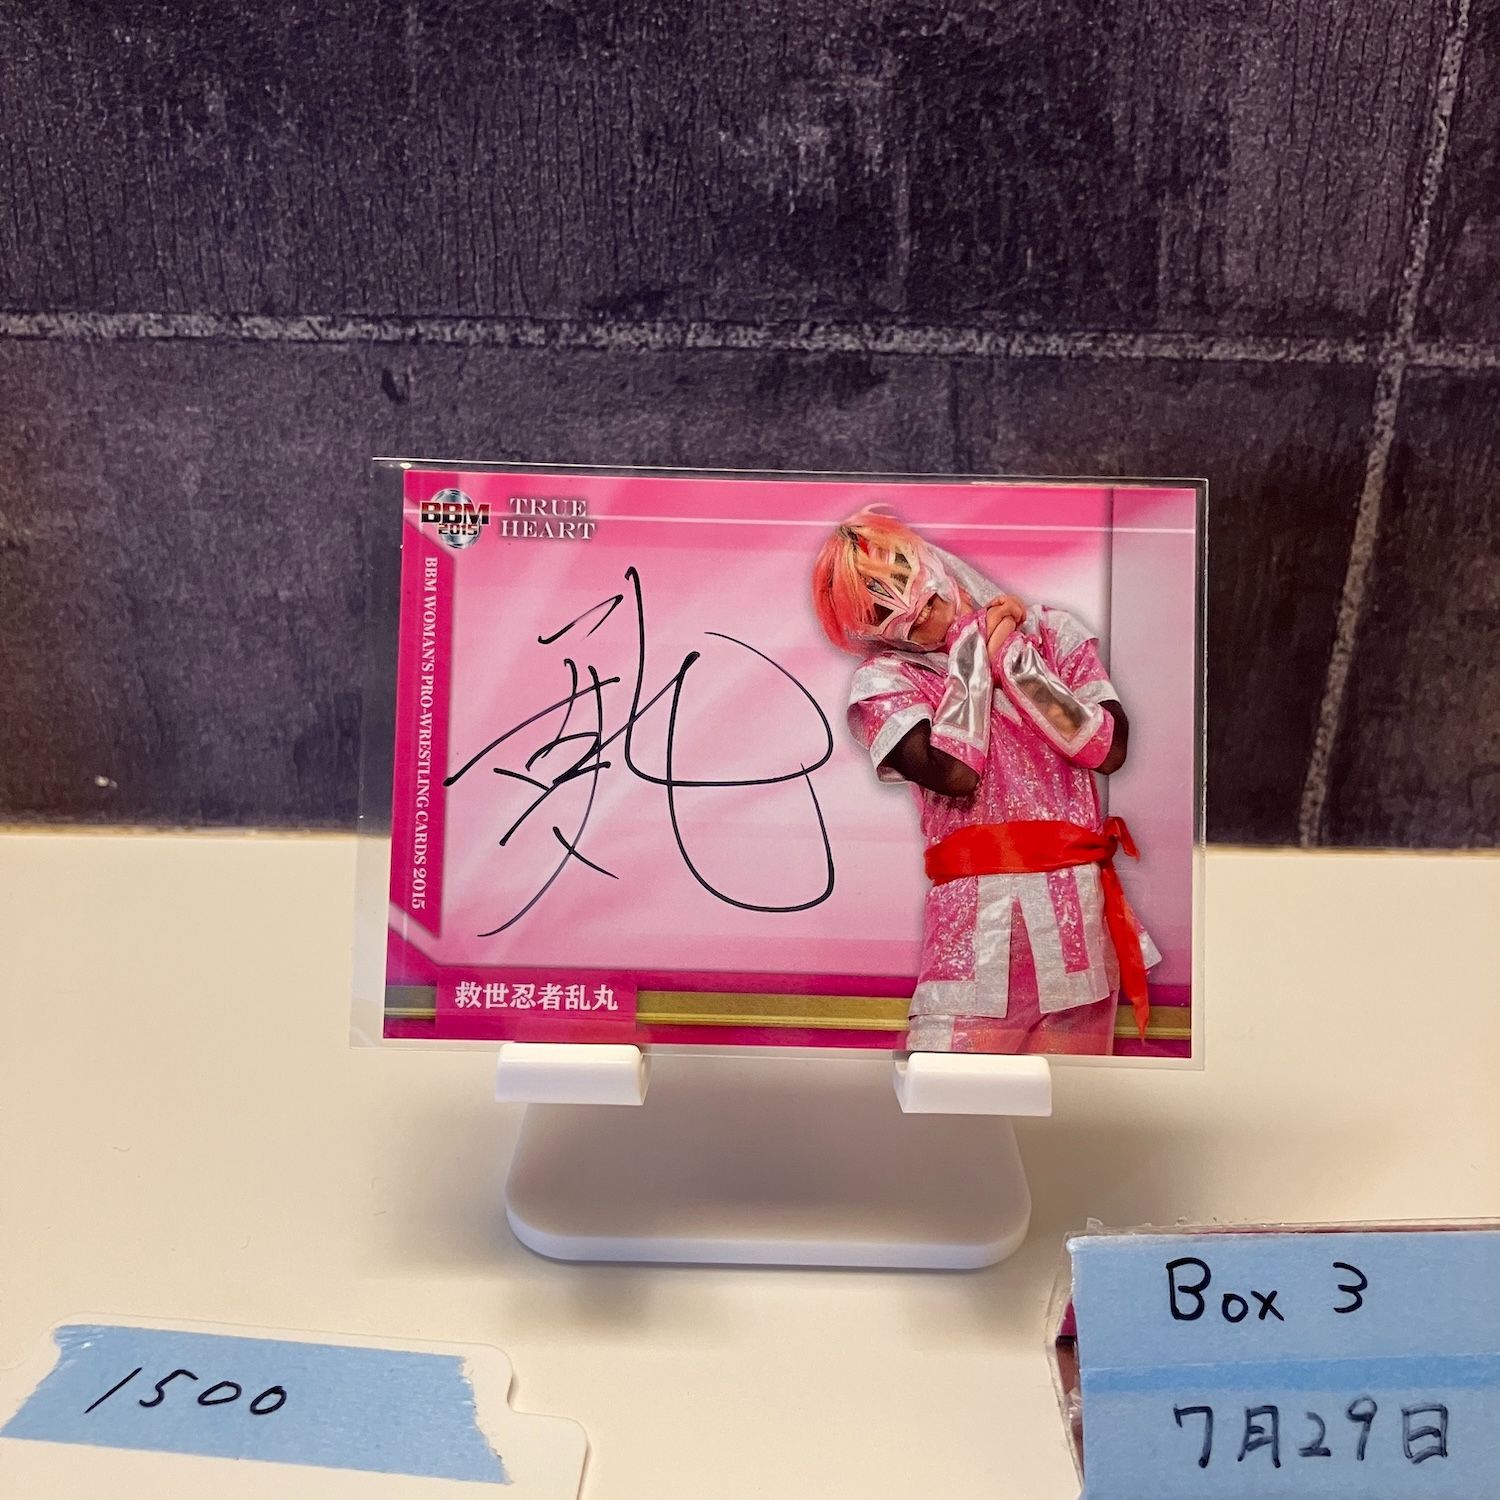 BBM
2015
TRUE
HEART
BBM WOMAN'S PRO-WRESTLING CARDS 2015
乱
救世忍者乱丸
1500
Box 3
7月29日